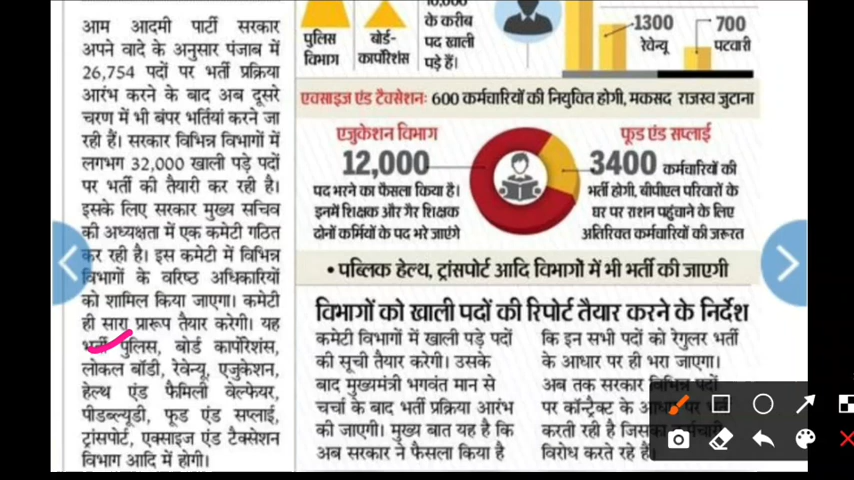 आम आदमी पार्टी सरकार
अपने वादे के अनुसार पंजाब में
26,754 पदों पर भर्ती प्रक्रिया
आरंभ करने के बाद अब दूसरे
चरण में भी बंपर भर्तियां करने जा
रही हैं। सरकार विभिन्न विभागों में
लगभग 32,000 खाली पड़े पदों
पर भर्ती की तैयारी कर रही है।
इसके लिए सरकार मुख्य सचिव
की अध्यक्षता में एक कमेटी गठित
कर रही है। इस कमेटी में विभिन्न
विभागों के वरिष्ठ अधिकारियों
को शामिल किया जाएगा। कमेटी
ही सारा प्रारूप तैयार करेगी। यह
भर्ती पुलिस, बोर्ड कार्पोरेशंस,
लोकल बॉडी, रेवेन्यू, एजुकेशन,
हेल्थ एंड फैमिली वेल्फेयर,
पीडब्ल्यूडी, फूड एंड सप्लाई,
ट्रांसपोर्ट, एक्साइज एंड टैक्सेशन
विभाग आदि में होगी।
पुलिस
विभाग
बोर्ड-
कार्पोरेशंस
के करीब
पद खाली
पड़े हैं।
1300
रेवेन्यू
700
पटवारी
एक्साइज एंड टैक्सेशन: 600 कर्मचारियों की नियुक्ति होगी, मकसद राजस्व जुटाना
एजुकेशन विभाग
12,000
पद भरने का फैसला किया है।
इनमें शिक्षक और गैर शिक्षक
दोनों कर्मियों के पद भरे जाएंगे
फूड एंड सप्लाई
3400 कर्मचारियों की
भर्ती होगी, बीपीएल परिवारों के
घर पर राशन पहुंचाने के लिए
अतिरिक्त कर्मचारियों की जरूरत
• पब्लिक हेल्थ, ट्रांसपोर्ट आदि विभागों में भी भर्ती की जाएगी
विभागों को खाली पदों की रिपोर्ट तैयार करने के निर्देश
कमेटी विभागों में खाली पड़े पदों
की सूची तैयार करेगी। उसके
बाद मुख्यमंत्री भगवंत मान से
चर्चा के बाद भर्ती प्रक्रिया आरंभ
की जाएगी। मुख्य बात यह है कि
अब सरकार ने फैसला किया है
कि इन सभी पदों को रेगुलर भर्ती
के आधार पर ही भरा जाएगा।
अब तक सरकार विभिन्न पदों
पर कॉन्ट्रैक्ट के आधार पर
करती रही है जिसका कर्मचारी
विरोध करते रहे हैं